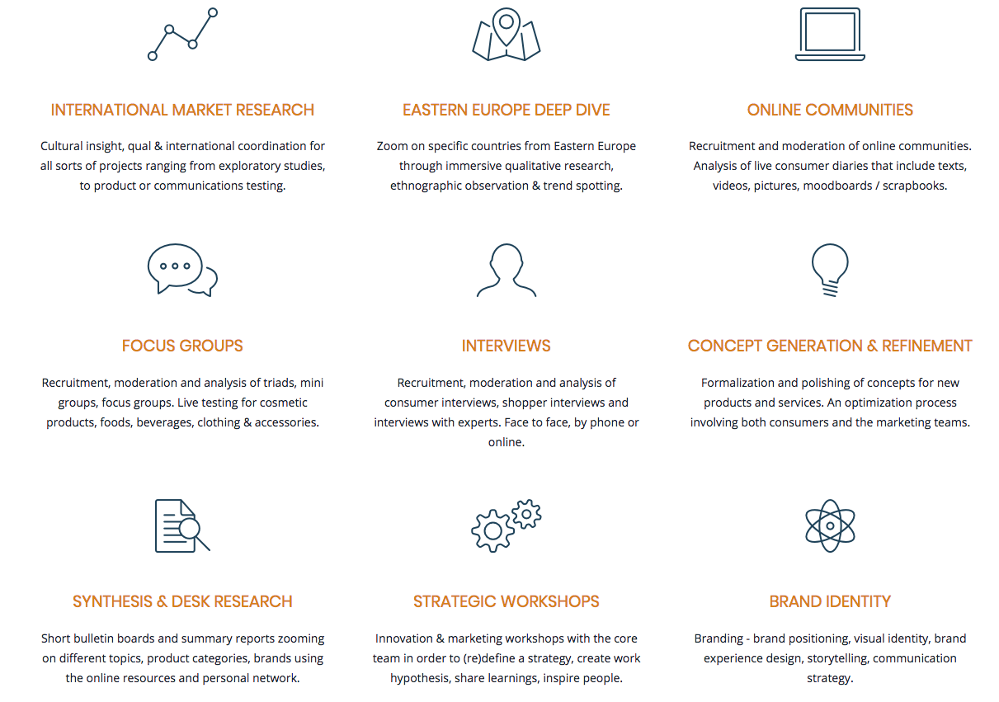 INTERNATIONAL MARKET RESEARCH
Cultural insight, qual & international coordination for
all sorts of projects ranging from exploratory studies,
to product or communications testing.
EASTERN EUROPE DEEP DIVE
Zoom on specific countries from Eastern Europe
through immersive qualitative research,
ethnographic observation & trend spotting.
ONLINE COMMUNITIES
Recruitment and moderation of online communities.
Analysis of live consumer diaries that include texts,
videos, pictures, moodboards / scrapbooks.
FOCUS GROUPS
Recruitment, moderation and analysis of triads, mini
groups, focus groups. Live testing for cosmetic
products, foods, beverages, clothing & accessories.
INTERVIEWS
Recruitment, moderation and analysis of
consumer interviews, shopper interviews and
interviews with experts. Face to face, by phone or
online.
CONCEPT GENERATION & REFINEMENT
Formalization and polishing of concepts for new
products and services. An optimization process
involving both consumers and the marketing teams.
SYNTHESIS & DESK RESEARCH
Short bulletin boards and summary reports zooming
on different topics, product categories, brands using
the online resources and personal network.
STRATEGIC WORKSHOPS
Innovation & marketing workshops with the core
team in order to (re)define a strategy, create work
hypothesis, share learnings, inspire people.
BRAND IDENTITY
Branding - brand positioning, visual identity, brand
experience design, storytelling, communication
strategy.